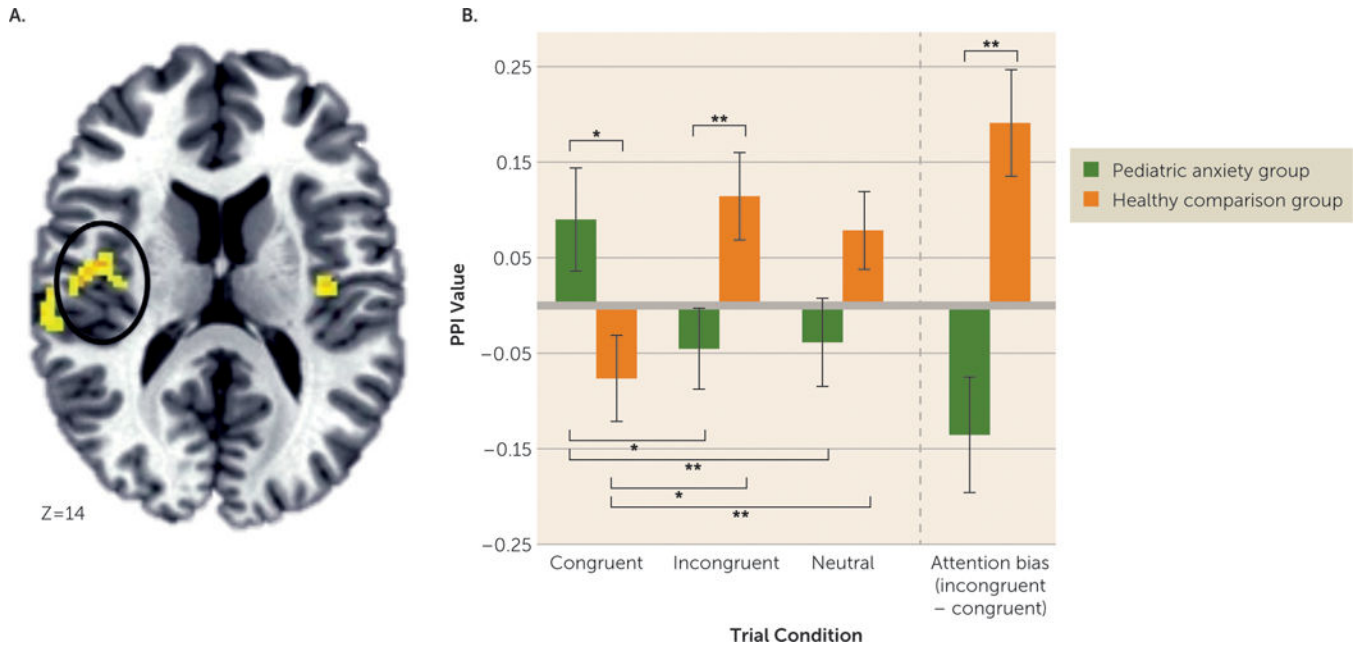 A.
Z=14
B.
PPI Value
0.25
0.15
0.05
−0.05
−0.15
−0.25
*
**
**
*
**
*
**
Congruent
Incongruent
Neutral
Attention bias
(incongruent
– congruent)
Trial Condition
Pediatric anxiety group
Healthy comparison group